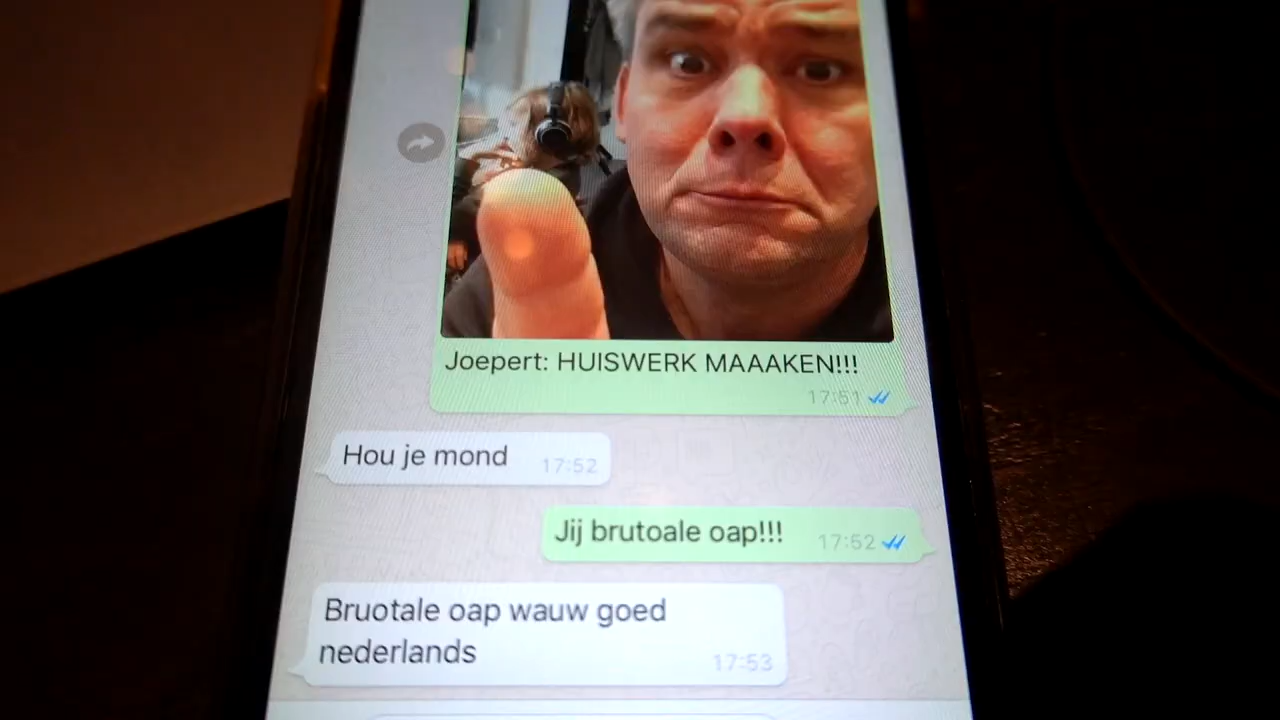 Joepert: HUISWERK MAAAKEN!!!
17:51
Hou je mond 17:52
Jij brutoale oap!!! 17:52
Bruotale oap wauw goed
nederlands 17:53